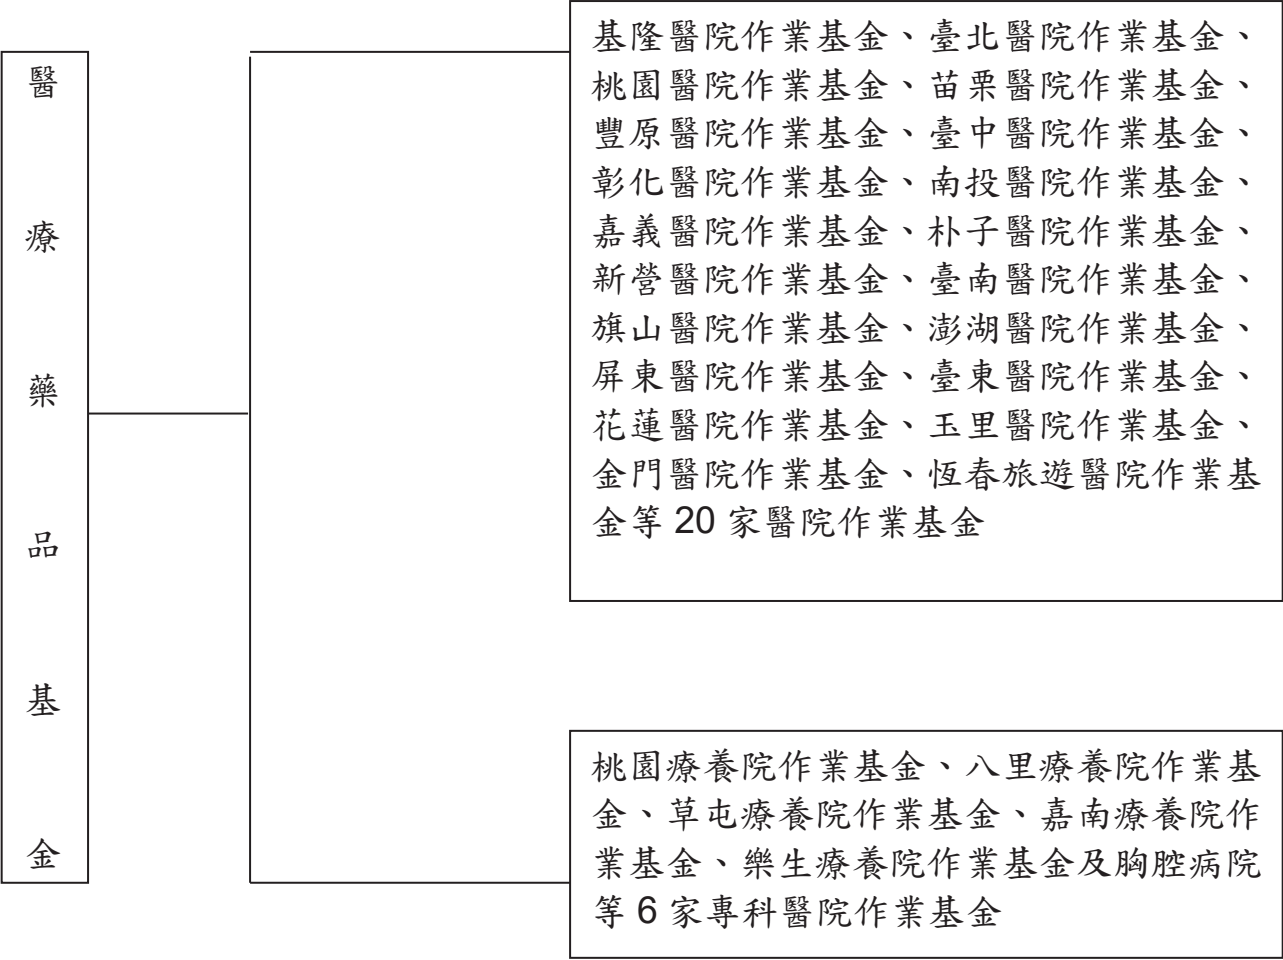 醫療藥品基金
基隆醫院作業基金、臺北醫院作業基金、
桃園醫院作業基金、苗栗醫院作業基金、
豐原醫院作業基金、臺中醫院作業基金、
彰化醫院作業基金、南投醫院作業基金、
嘉義醫院作業基金、朴子醫院作業基金、
新營醫院作業基金、臺南醫院作業基金、
旗山醫院作業基金、澎湖醫院作業基金、
屏東醫院作業基金、臺東醫院作業基金、
花蓮醫院作業基金、玉里醫院作業基金、
金門醫院作業基金、恆春旅遊醫院作業基
金等 20 家醫院作業基金
桃園療養院作業基金、八里療養院作業基
金、草屯療養院作業基金、嘉南療養院作
業基金、樂生療養院作業基金及胸腔病院
等 6 家專科醫院作業基金